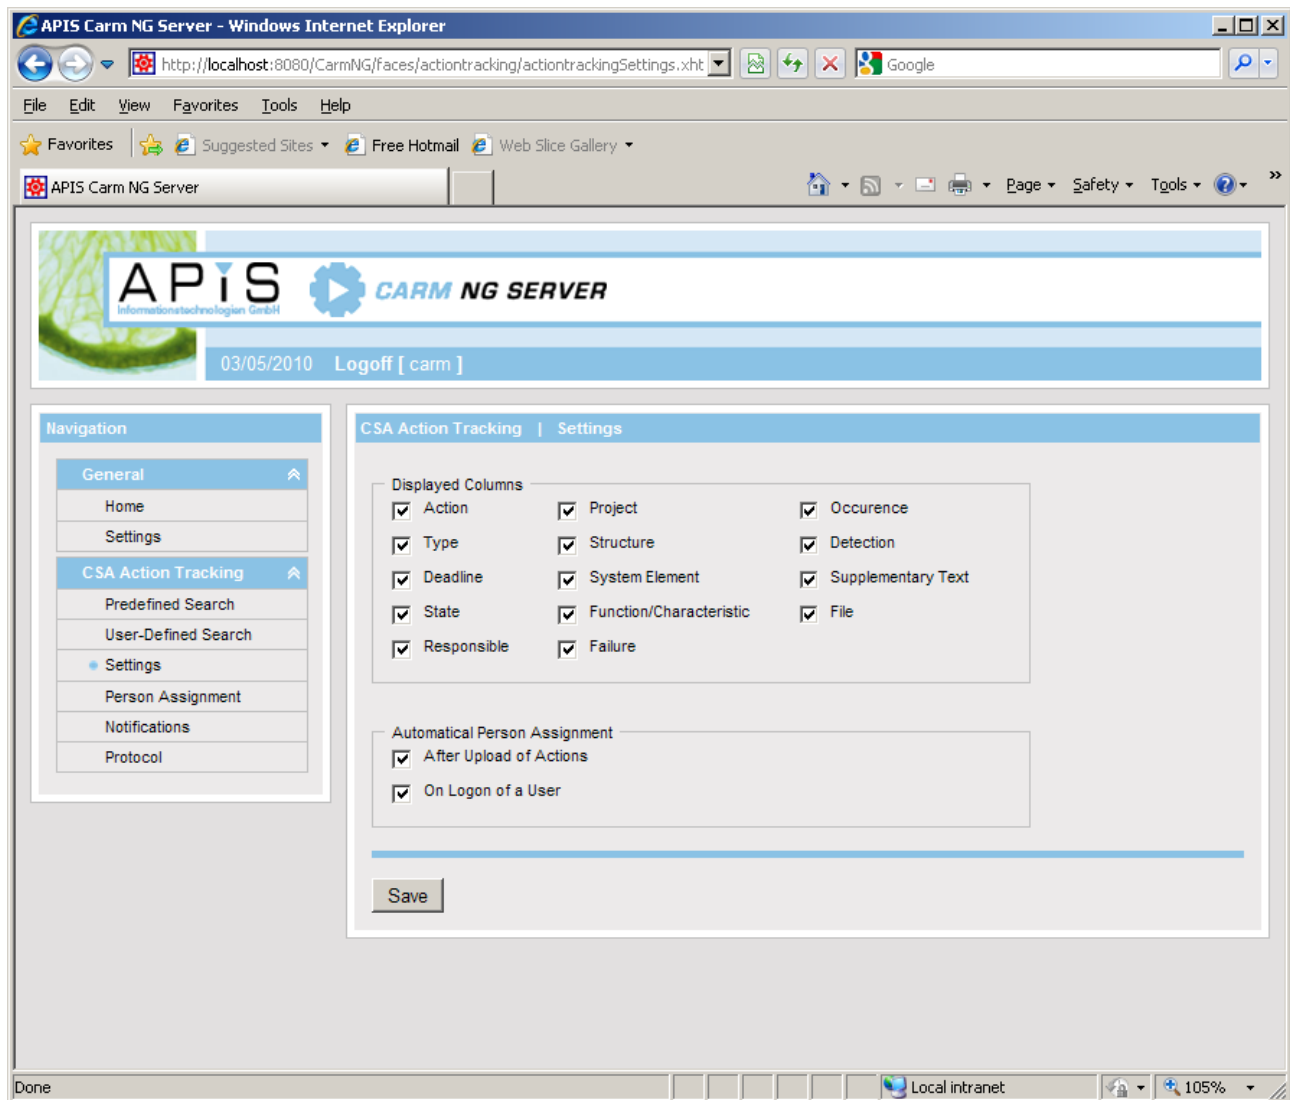 APIS Carm NG Server - Windows Internet Explorer
http://localhost:8080/CarmNG/faces/actiontracking/actiontrackingSettings.xht
Google
File Edit View Favorites Tools Help
Favorites Suggested Sites Free Hotmail Web Slice Gallery
APIS Carm NG Server Page Safety Tools »
APiS
Informationstechnologien GmbH
CARM NG SERVER
03/05/2010 Logoff [ carm ]
Navigation
General
Home
Settings
CSA Action Tracking
Predefined Search
User-Defined Search
Settings
Person Assignment
Notifications
Protocol
CSA Action Tracking | Settings
Displayed Columns
Action Project Occurence
Type Structure Detection
Deadline System Element Supplementary Text
State Function/Characteristic File
Responsible Failure
Automatical Person Assignment
After Upload of Actions
On Logon of a User
Save
Done Local intranet 105%